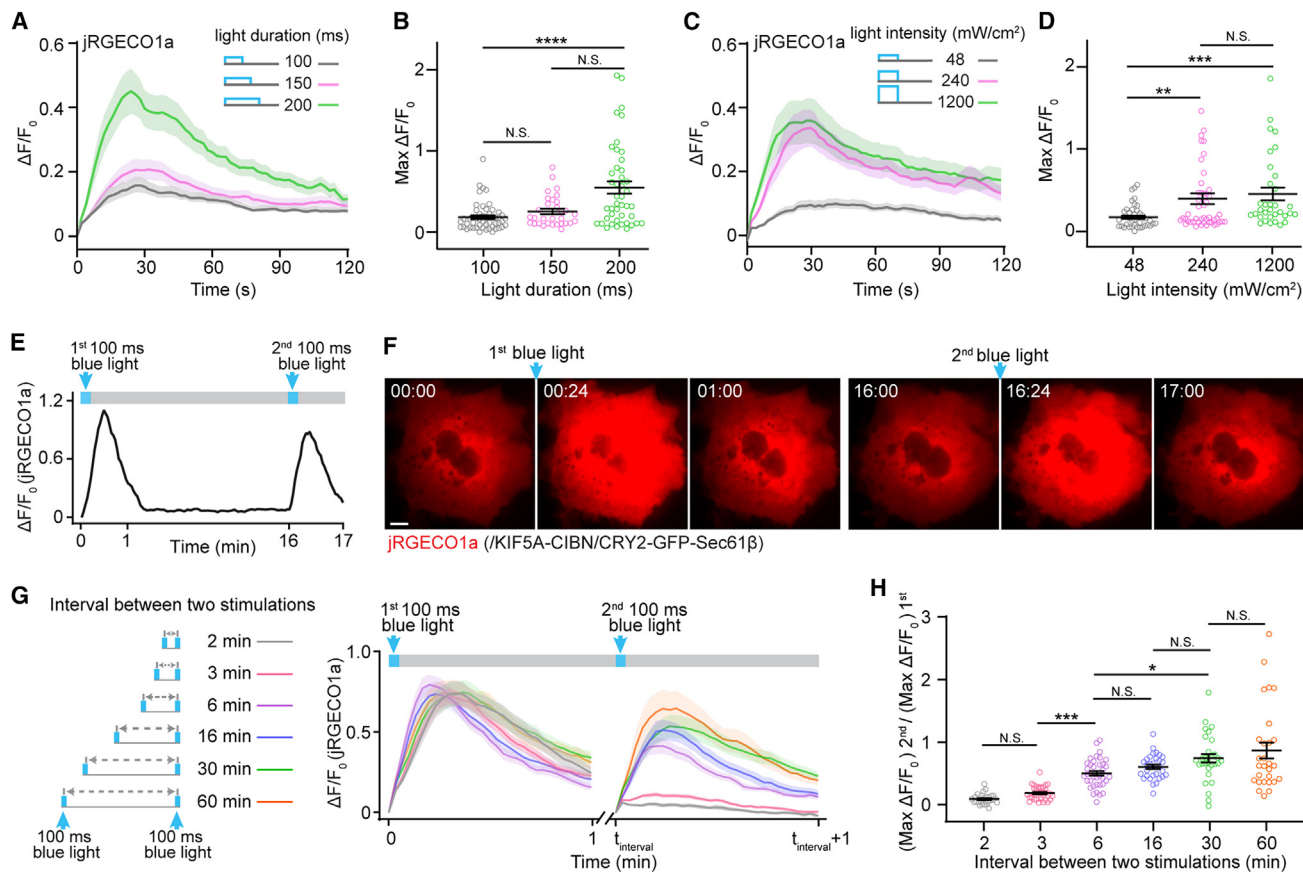 A
jRGECO1a
light duration (ms)
100
150
200
ΔF/F0
0.6
0.4
0.2
0
0 30 60 90 120
Time (s)
B
Max ΔF/F0
2
1
0
****
N.S.
N.S.
100 150 200
Light duration (ms)
C
jRGECO1a
light intensity (mW/cm²)
48
240
1200
ΔF/F0
0.6
0.4
0.2
0
0 30 60 90 120
Time (s)
D
Max ΔF/F0
2
1
0
N.S.
***
**
48 240 1200
Light intensity (mW/cm²)
E
1st 100 ms
blue light
2nd 100 ms
blue light
ΔF/F0 (jRGECO1a)
1.2
0.6
0
0 1 16 17
Time (min)
F
1st blue light
2nd blue light
00:00 00:24 01:00 16:00 16:24 17:00
jRGECO1a (/KIF5A-CIBN/CRY2-GFP-Sec61β)
G
Interval between two stimulations
2 min
3 min
6 min
16 min
30 min
60 min
100 ms
blue light
100 ms
blue light
1st 100 ms
blue light
2nd 100 ms
blue light
ΔF/F0 (jRGECO1a)
1.0
0.5
0
0 1 tinterval tinterval+1
Time (min)
H
(Max ΔF/F0) 2nd / (Max ΔF/F0) 1st
3
2
1
0
N.S.
***
N.S.
*
N.S.
N.S.
2 3 6 16 30 60
Interval between two stimulations (min)